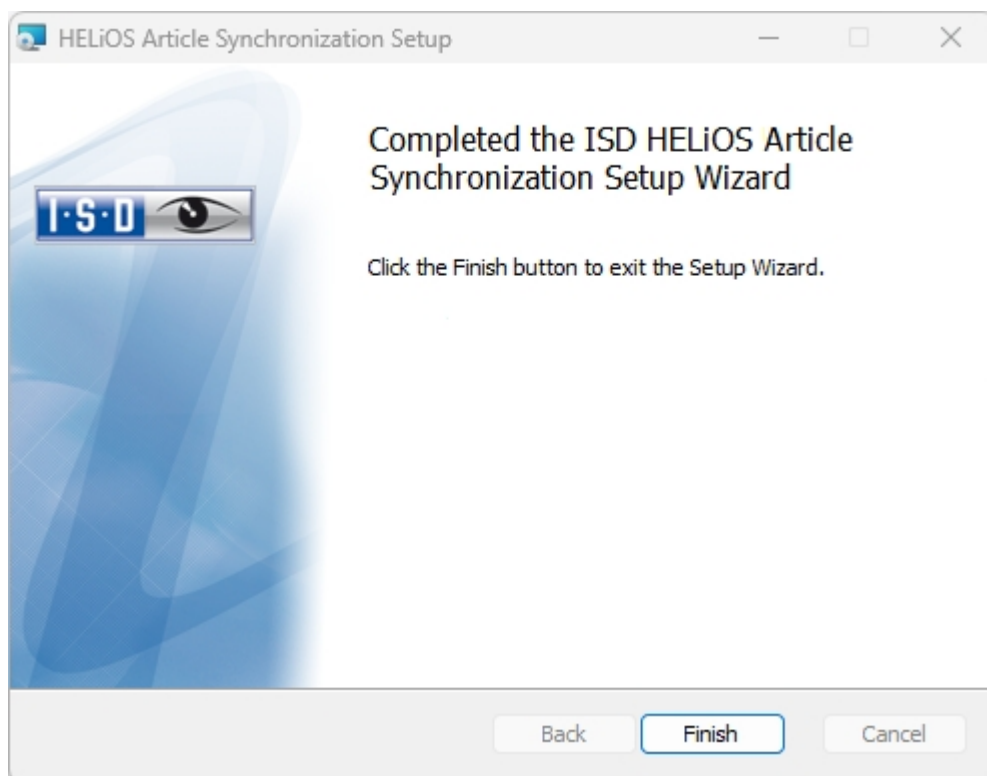 HELiOS Article Synchronization Setup
Completed the ISD HELiOS Article
Synchronization Setup Wizard
I·S·D
Click the Finish button to exit the Setup Wizard.
Back
Finish
Cancel